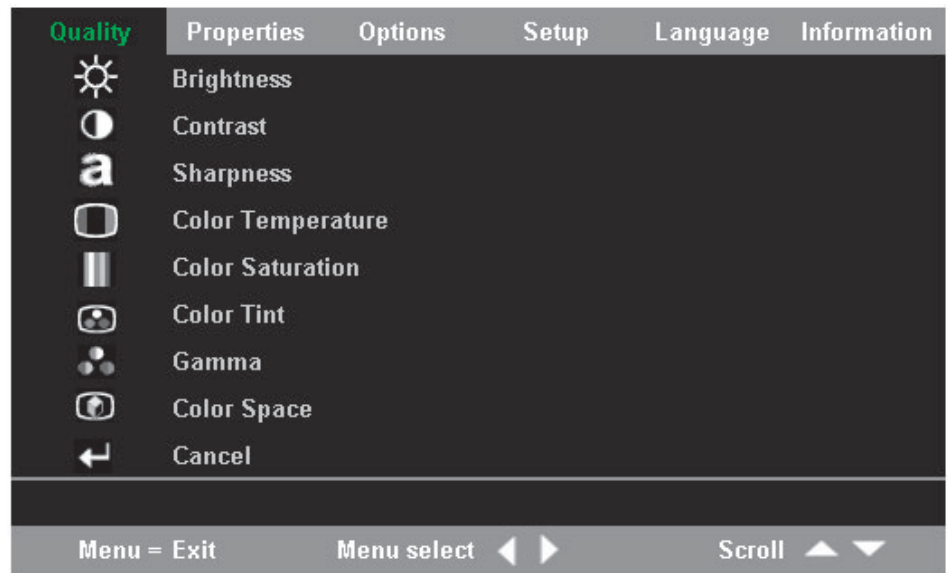 Quality Properties Options Setup Language Information
Brightness
Contrast
a Sharpness
Color Temperature
Color Saturation
Color Tint
Gamma
Color Space
Cancel
Menu = Exit Menu select Scroll